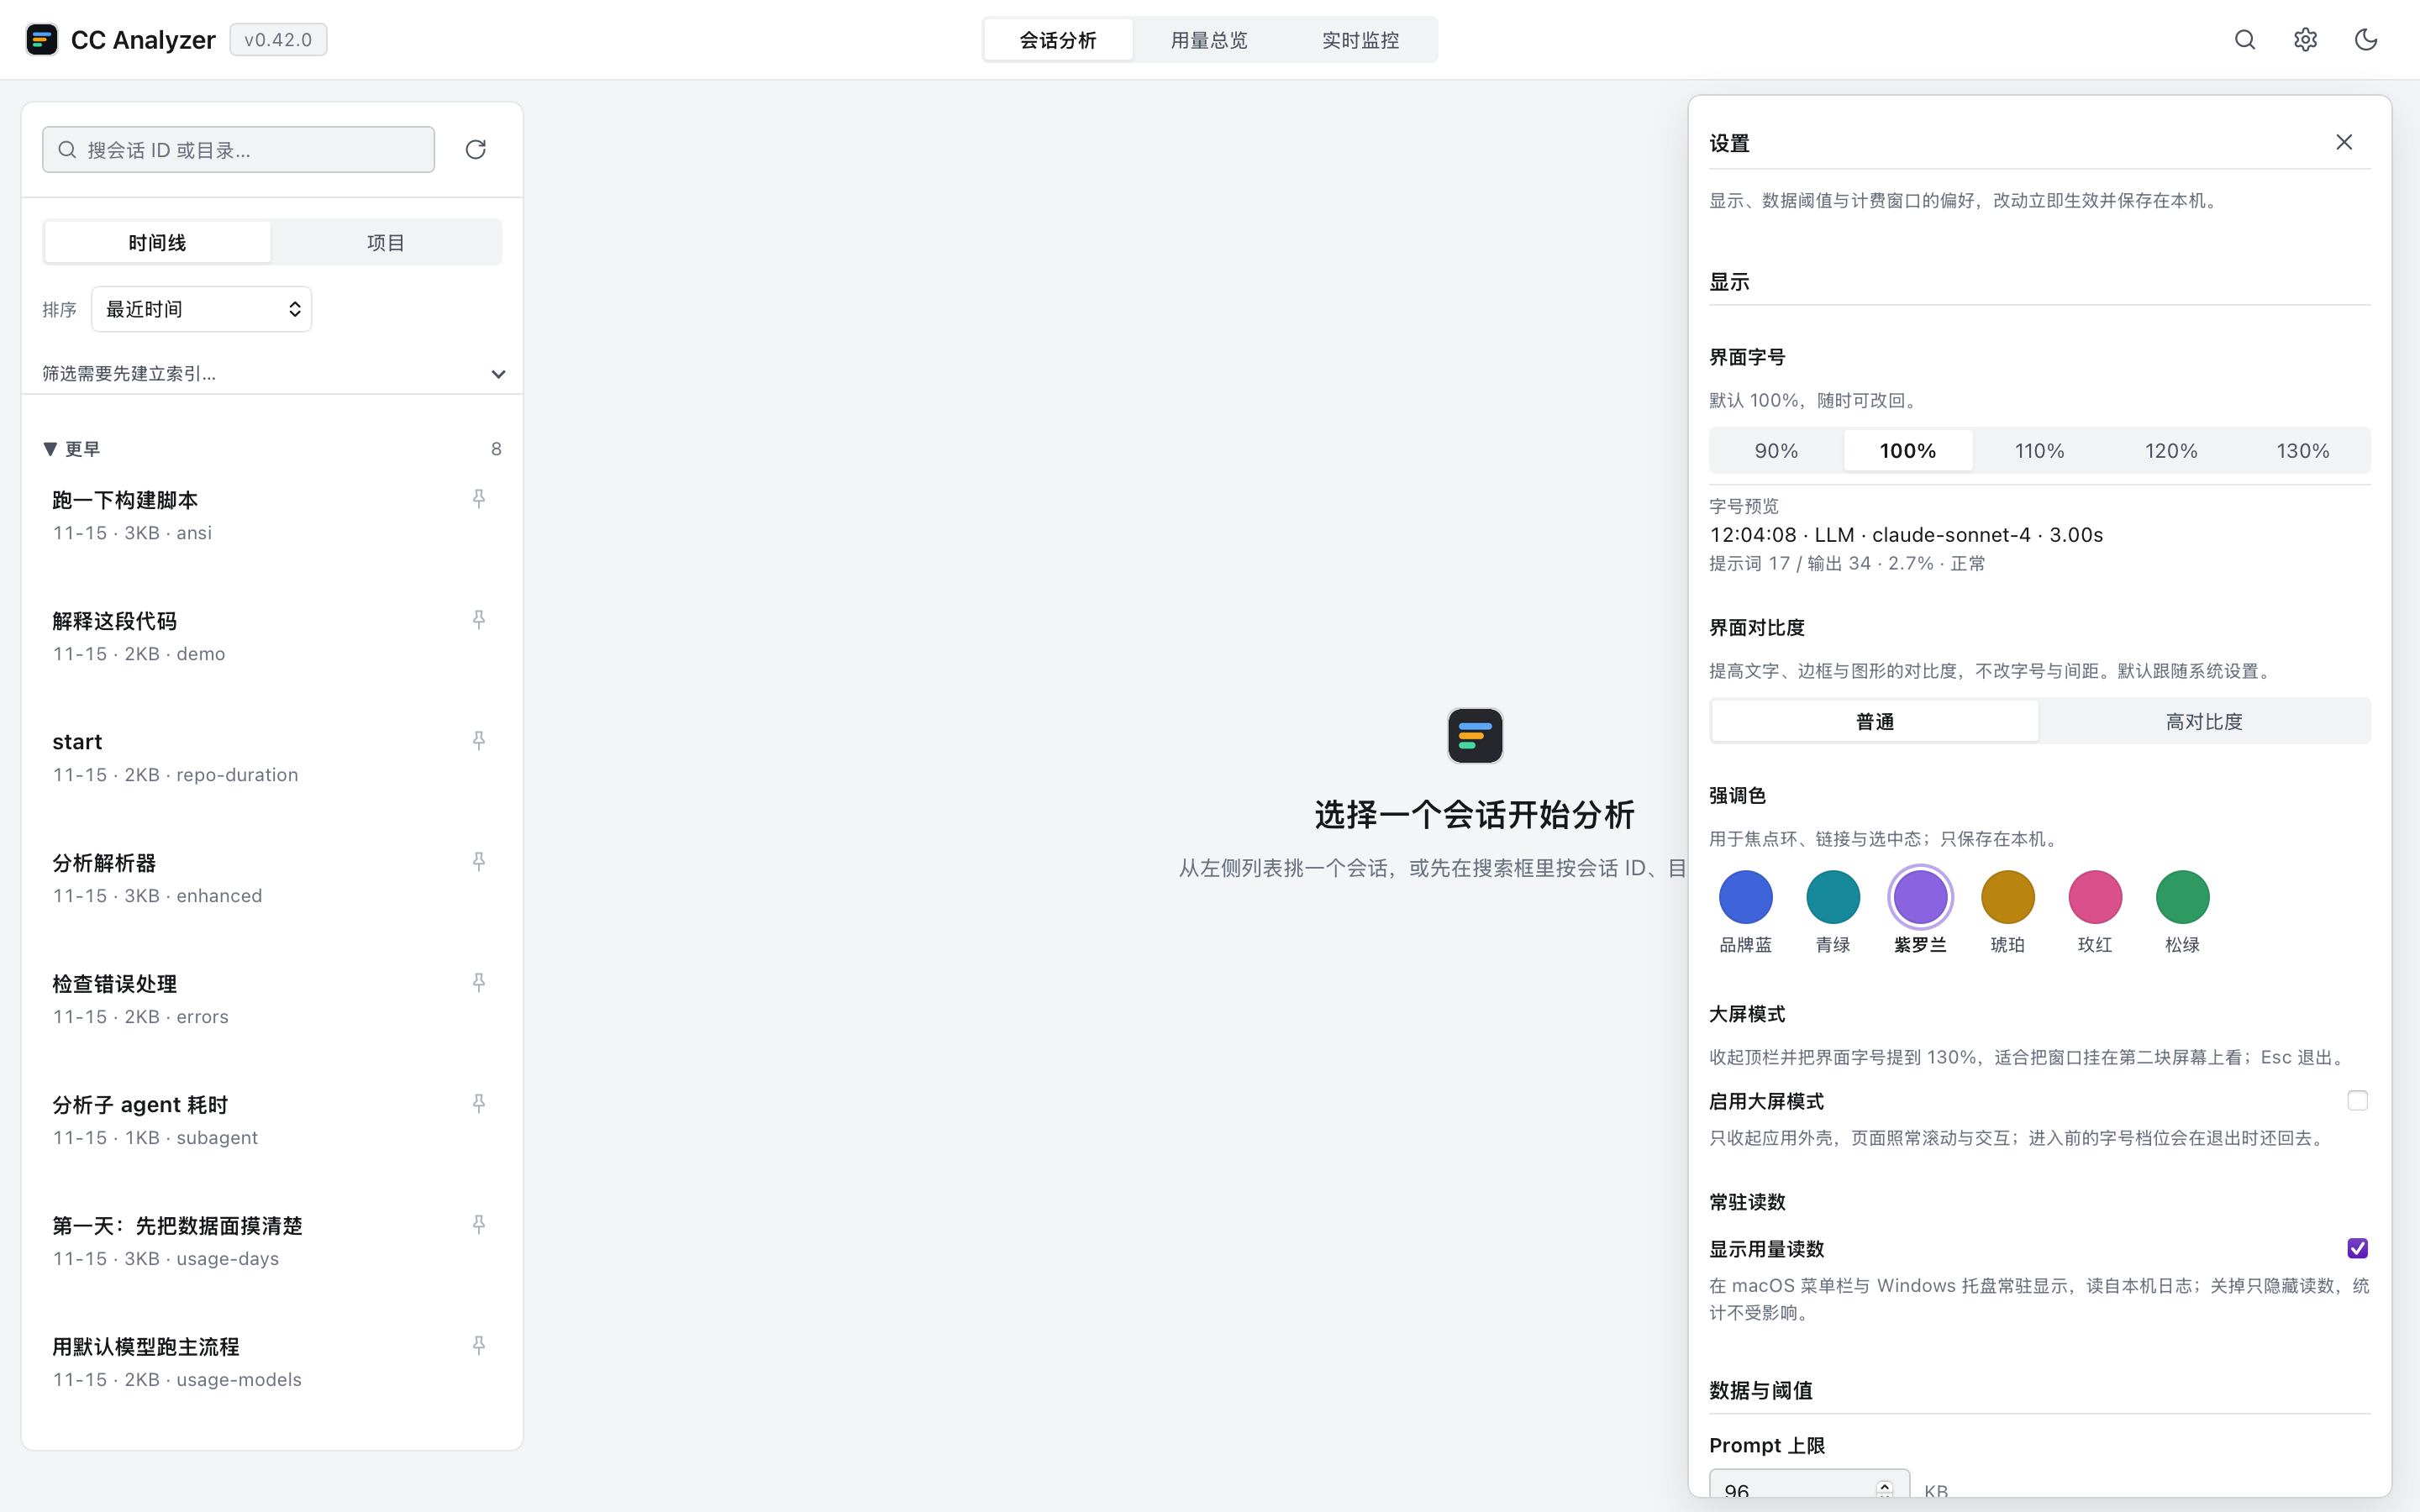 CC Analyzer v0.42.0
会话分析 用量总览 实时监控
搜会话 ID 或目录...
时间线 项目
排序 最近时间
筛选需要先建立索引...
更早 8
跑一下构建脚本
11-15 · 3KB · ansi
解释这段代码
11-15 · 2KB · demo
start
11-15 · 2KB · repo-duration
分析解析器
11-15 · 3KB · enhanced
检查错误处理
11-15 · 2KB · errors
分析子 agent 耗时
11-15 · 1KB · subagent
第一天：先把数据面摸清楚
11-15 · 3KB · usage-days
用默认模型跑主流程
11-15 · 2KB · usage-models
选择一个会话开始分析
从左侧列表挑一个会话，或先在搜索框里按会话 ID、目
设置
显示、数据阈值与计费窗口的偏好，改动立即生效并保存在本机。
显示
界面字号
默认 100%，随时可改回。
90% 100% 110% 120% 130%
字号预览
12:04:08 · LLM · claude-sonnet-4 · 3.00s
提示词 17 / 输出 34 · 2.7% · 正常
界面对比度
提高文字、边框与图形的对比度，不改字号与间距。默认跟随系统设置。
普通 高对比度
强调色
用于焦点环、链接与选中态；只保存在本机。
品牌蓝 青绿 紫罗兰 琥珀 玫红 松绿
大屏模式
收起顶栏并把界面字号提到 130%，适合把窗口挂在第二块屏幕上看；Esc 退出。
启用大屏模式
只收起应用外壳，页面照常滚动与交互；进入前的字号档位会在退出时还回去。
常驻读数
显示用量读数
在 macOS 菜单栏与 Windows 托盘常驻显示，读自本机日志；关掉只隐藏读数，统
计不受影响。
数据与阈值
Prompt 上限
96 KB